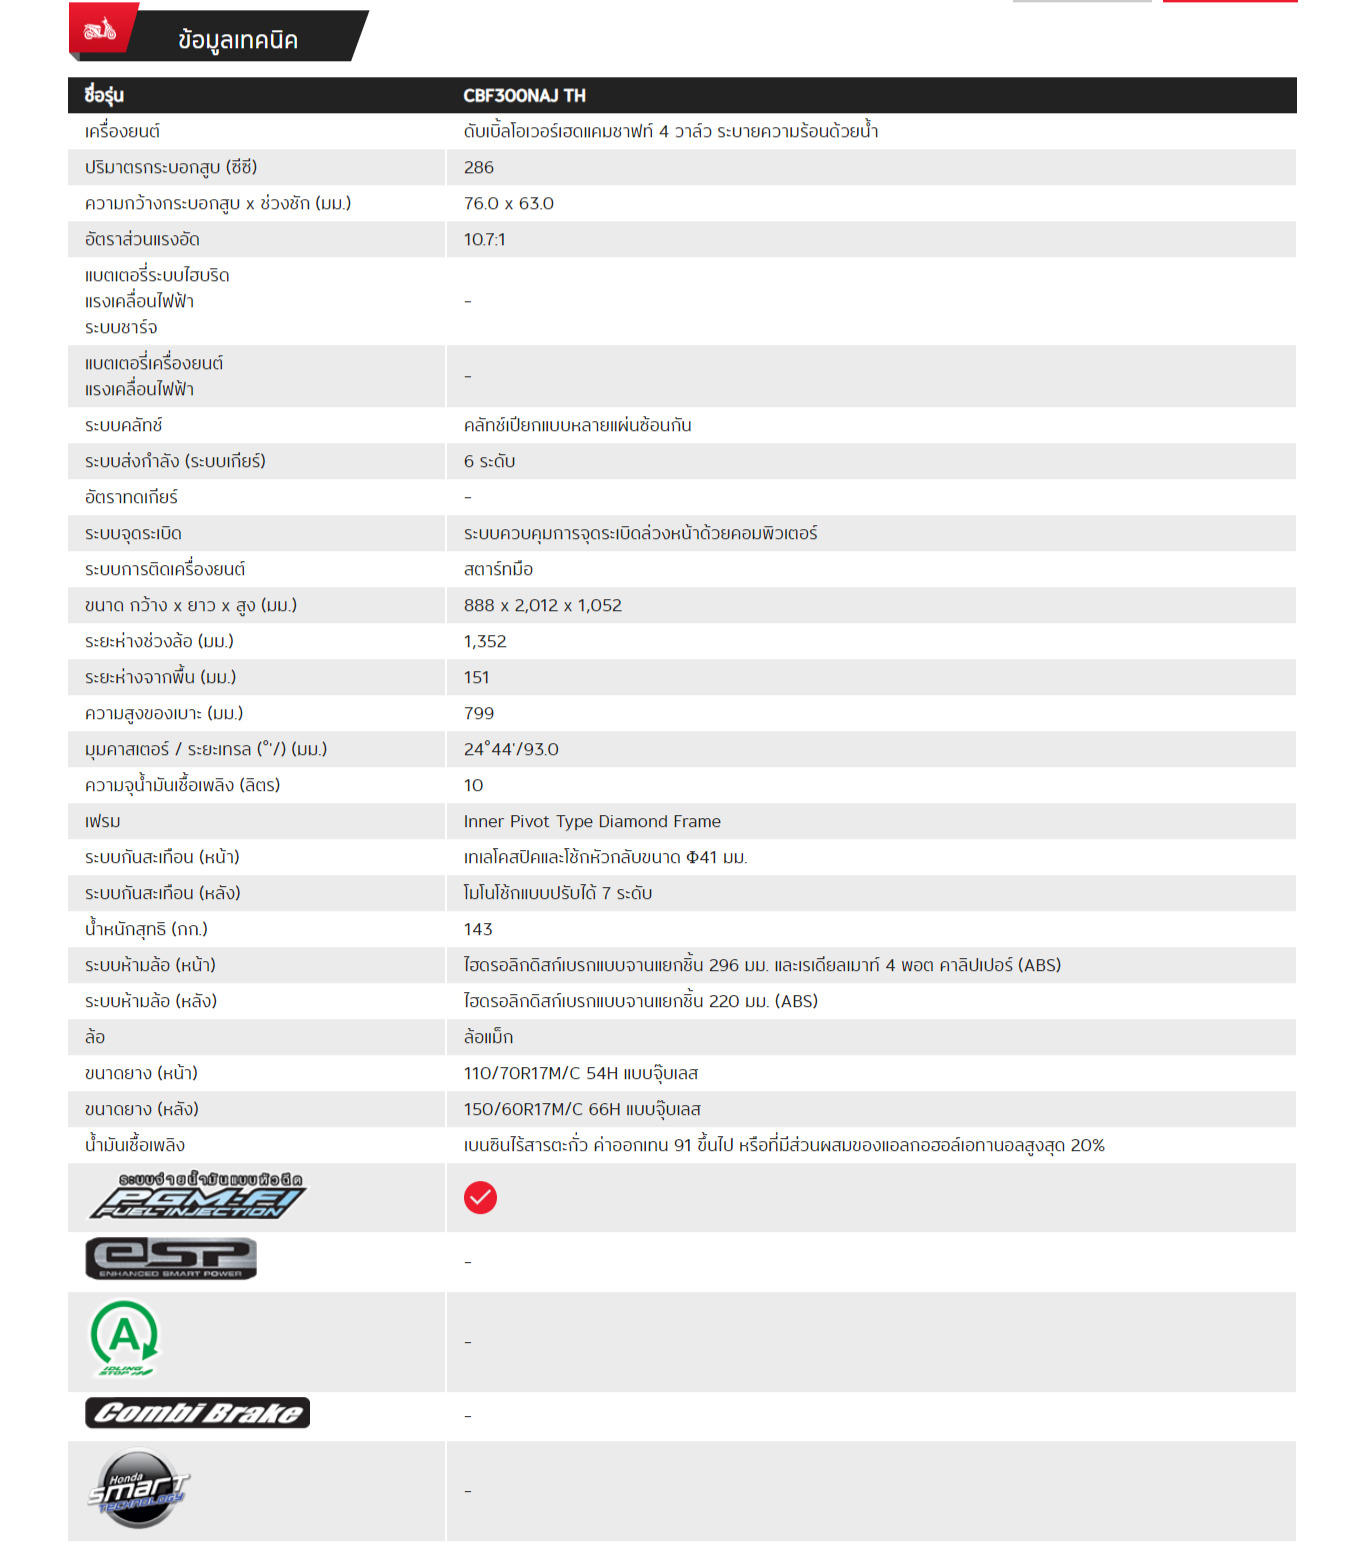 ข้อมูลเทคนิค
ชื่อรุ่น CBF300NAJ TH
เครื่องยนต์ ดับเบิ้ลโอเวอร์เฮดแคมชาฟท์ 4 วาล์ว ระบายความร้อนด้วยน้ำ
ปริมาตรกระบอกสูบ (ซีซี) 286
ความกว้างกระบอกสูบ x ช่วงชัก (มม.) 76.0 x 63.0
อัตราส่วนแรงอัด 10.7:1
แบตเตอรี่ระบบไฮบริด
แรงเคลื่อนไฟฟ้า -
ระบบชาร์จ
แบตเตอรี่เครื่องยนต์
แรงเคลื่อนไฟฟ้า -
ระบบคลัทช์ คลัทช์เปียกแบบหลายแผ่นซ้อนกัน
ระบบส่งกำลัง (ระบบเกียร์) 6 ระดับ
อัตราทดเกียร์ -
ระบบจุดระเบิด ระบบควบคุมการจุดระเบิดล่วงหน้าด้วยคอมพิวเตอร์
ระบบการติดเครื่องยนต์ สตาร์ทมือ
ขนาด กว้าง x ยาว x สูง (มม.) 888 x 2,012 x 1,052
ระยะห่างช่วงล้อ (มม.) 1,352
ระยะห่างจากพื้น (มม.) 151
ความสูงของเบาะ (มม.) 799
มุมคาสเตอร์ / ระยะเทรล (°'/) (มม.) 24°44'/93.0
ความจุน้ำมันเชื้อเพลิง (ลิตร) 10
เฟรม Inner Pivot Type Diamond Frame
ระบบกันสะเทือน (หน้า) เทเลโคสปิคและโช้กหัวกลับขนาด Φ41 มม.
ระบบกันสะเทือน (หลัง) โมโนโช้กแบบปรับได้ 7 ระดับ
น้ำหนักสุทธิ (กก.) 143
ระบบห้ามล้อ (หน้า) ไฮดรอลิกดิสก์เบรกแบบจานแยกชิ้น 296 มม. และเรเดียลเมาท์ 4 พอต คาลิปเปอร์ (ABS)
ระบบห้ามล้อ (หลัง) ไฮดรอลิกดิสก์เบรกแบบจานแยกชิ้น 220 มม. (ABS)
ล้อ ล้อแม็ก
ขนาดยาง (หน้า) 110/70R17M/C 54H แบบจุ๊บเลส
ขนาดยาง (หลัง) 150/60R17M/C 66H แบบจุ๊บเลส
น้ำมันเชื้อเพลิง เบนซินไร้สารตะกั่ว ค่าออกเทน 91 ขึ้นไป หรือที่มีส่วนผสมของแอลกอฮอล์เอทานอลสูงสุด 20%
ระบบจ่ายน้ำมันแบบหัวฉีด
PGM-FI
FUEL INJECTION
eSP -
ENHANCED SMART POWER
A -
IDLING
STOP
Combi Brake -
Honda
smarT -
TECHNOLOGY